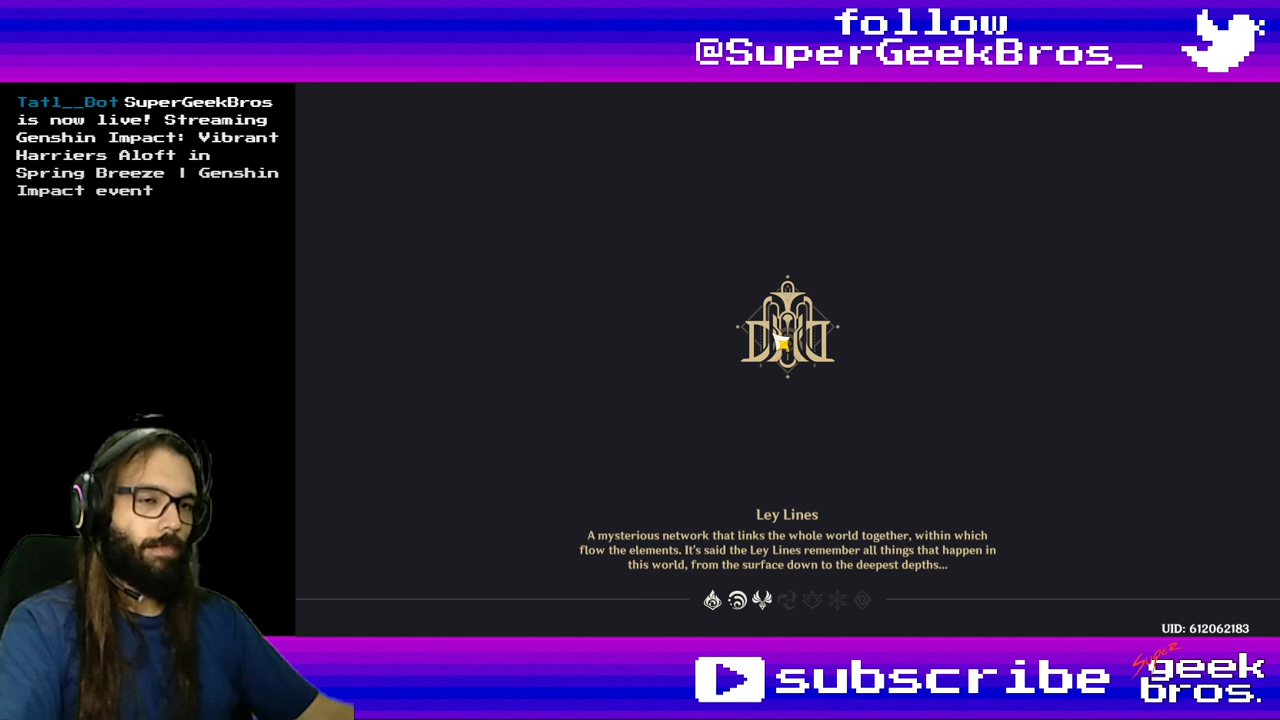 follow
@SuperGeekBros_
Tatl__Bot SuperGeekBros
is now live! Streaming
Genshin Impact: Vibrant
Harriers Aloft in
Spring Breeze | Genshin
Impact event
Ley Lines
A mysterious network that links the whole world together, within which
flow the elements. It's said the Ley Lines remember all things that happen in
this world, from the surface down to the deepest depths...
UID: 612062183
subscribe
super
geek
bros.